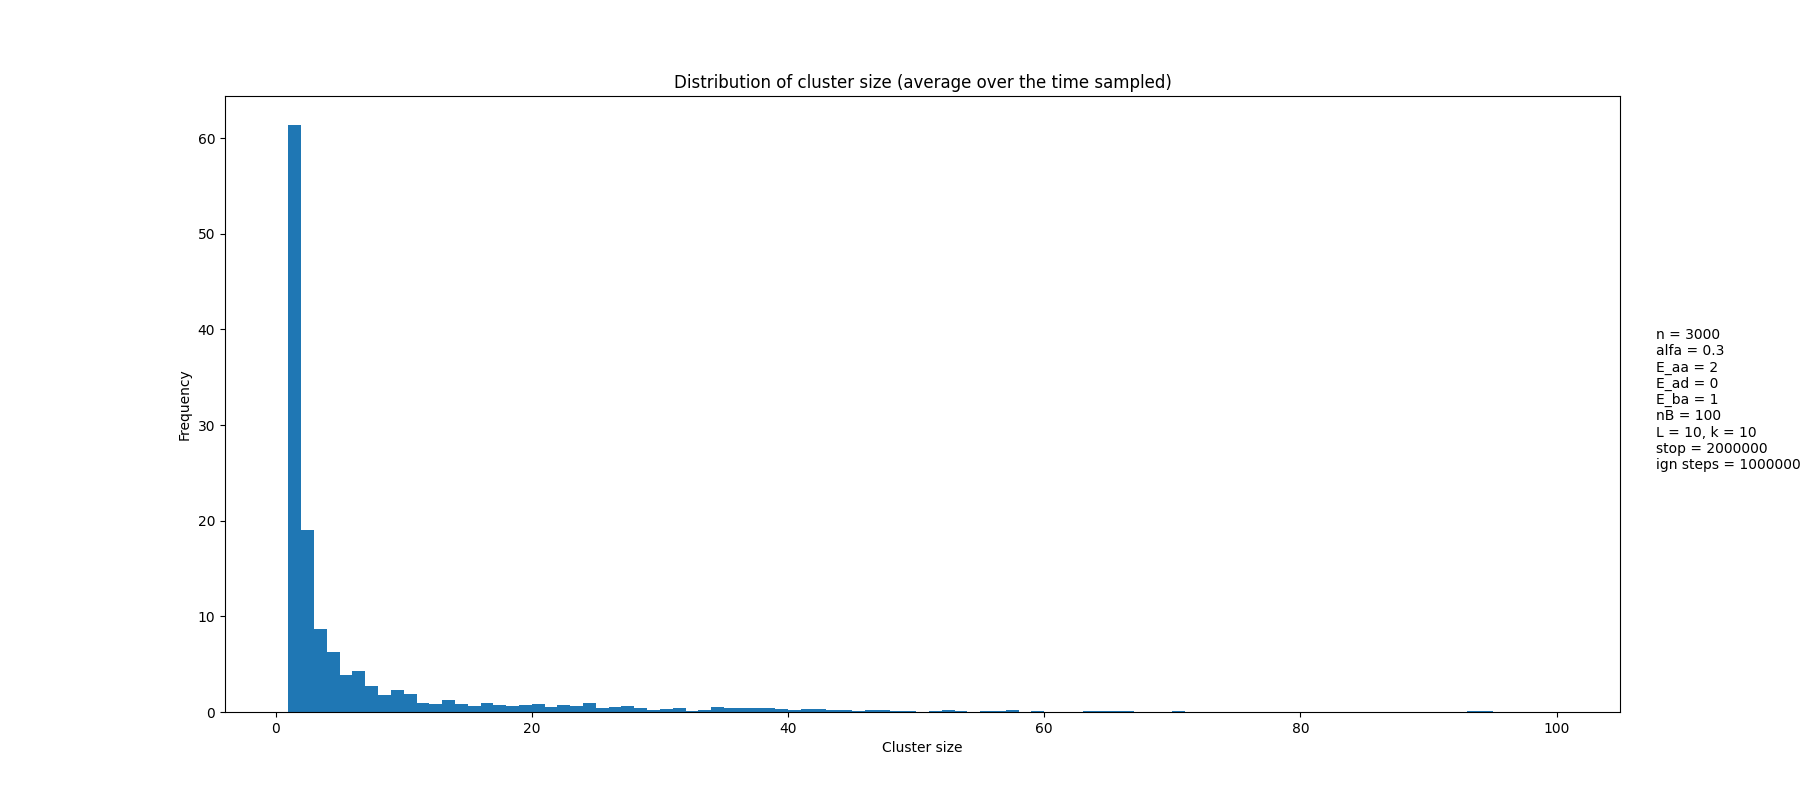 Distribution of cluster size (average over the time sampled)
60
50
40
30
20
10
0
Frequency
0 20 40 60 80 100
Cluster size
n = 3000
alfa = 0.3
E_aa = 2
E_ad = 0
E_ba = 1
nB = 100
L = 10, k = 10
stop = 2000000
ign steps = 1000000